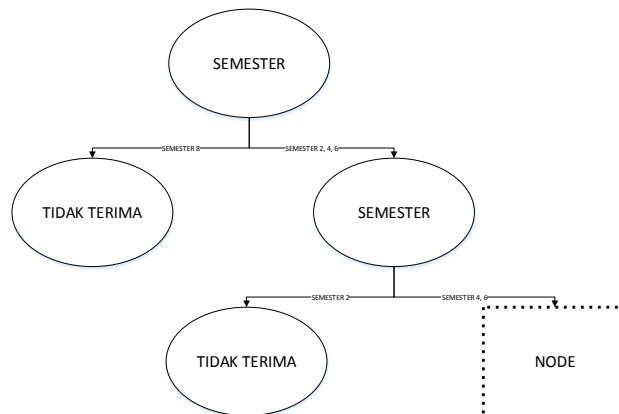 SEMESTER
SEMESTER 8
SEMESTER 2, 4, 6
TIDAK TERIMA
SEMESTER
SEMESTER 2
SEMESTER 4, 6
TIDAK TERIMA
NODE